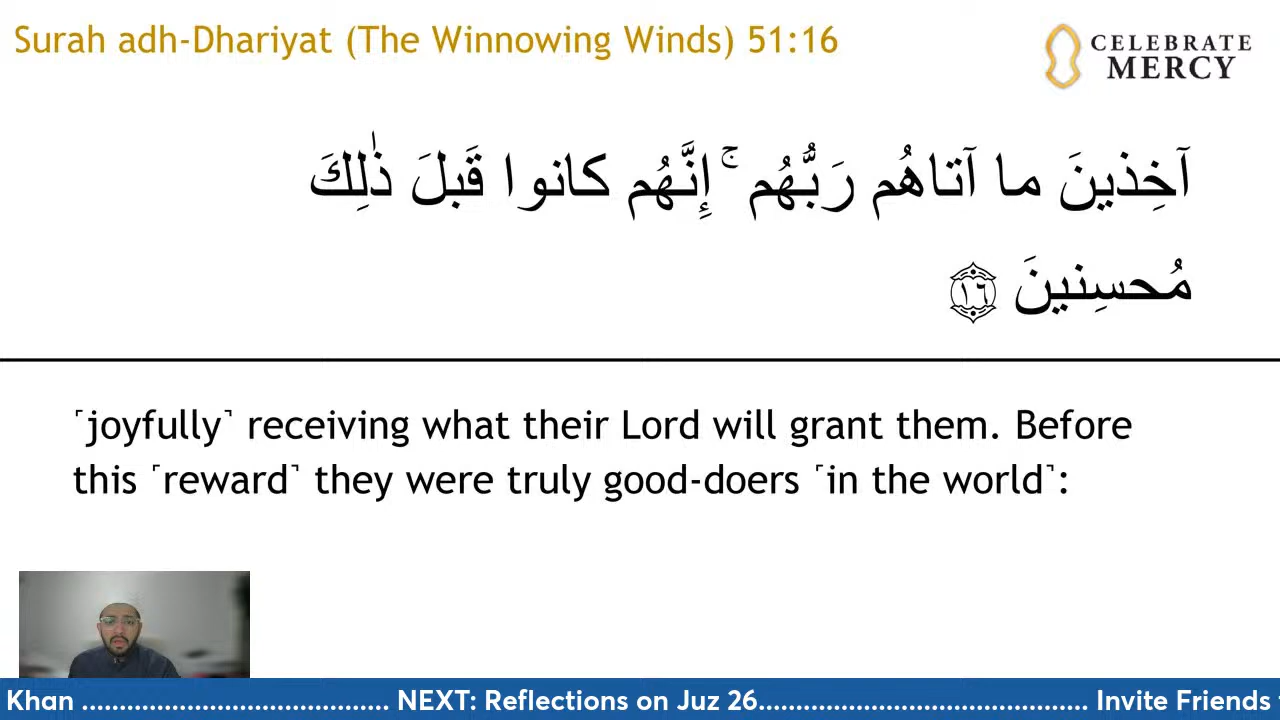 Surah adh-Dhariyat (The Winnowing Winds) 51:16
CELEBRATE
MERCY
آخِذينَ ما آتاهُم رَبُّهُم ۚ إِنَّهُم كانوا قَبلَ ذٰلِكَ
مُحسِنينَ ١٦
⸢joyfully⸣ receiving what their Lord will grant them. Before
this ⸢reward⸣ they were truly good-doers ⸢in the world⸣:
Khan ......................................... NEXT: Reflections on Juz 26............................................. Invite Friends